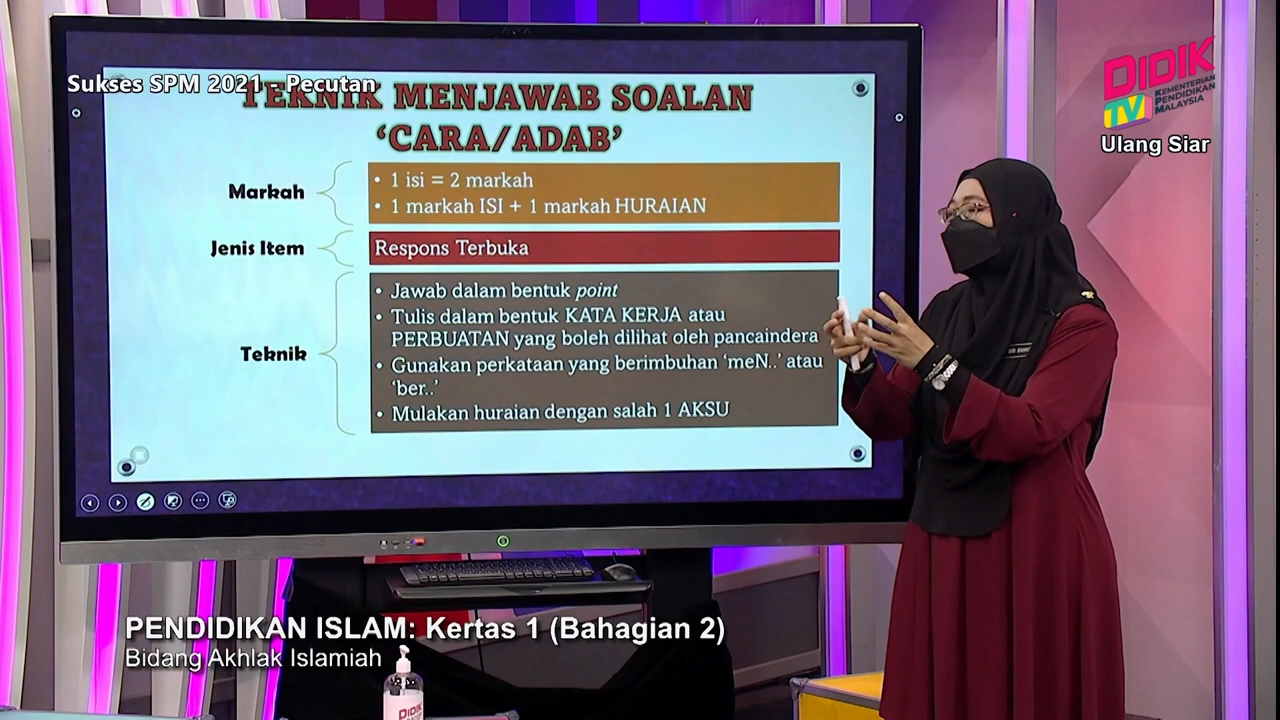 Sukses SPM 2021 - Pecutan
TEKNIK MENJAWAB SOALAN
‘CARA/ADAB’
Markah
• 1 isi = 2 markah
• 1 markah ISI + 1 markah HURAIAN
Jenis Item
Respons Terbuka
Teknik
• Jawab dalam bentuk point
• Tulis dalam bentuk KATA KERJA atau
PERBUATAN yang boleh dilihat oleh pancaindera
• Gunakan perkataan yang berimbuhan ‘meN..’ atau
‘ber..’
• Mulakan huraian dengan salah 1 AKSU
DIDIK
TV
KEMENTERIAN
PENDIDIKAN
MALAYSIA
Ulang Siar
PENDIDIKAN ISLAM: Kertas 1 (Bahagian 2)
Bidang Akhlak Islamiah
DIDIK